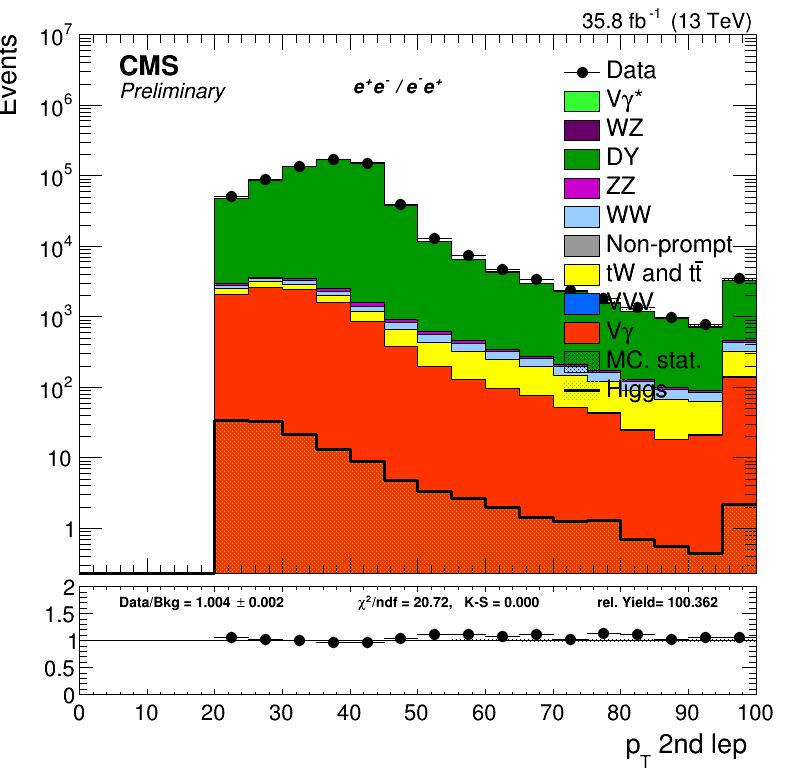 35.8 fb⁻¹ (13 TeV)
Events
10⁷
10⁶
10⁵
10⁴
10³
10²
10
1
CMS
Preliminary
e⁺e⁻ / e⁻e⁺
Data
Vγ*
WZ
DY
ZZ
WW
Non-prompt
tW and tt̄
VVV
Vγ
MC. stat.
Higgs
2
1.5
1
0.5
0
Data/Bkg = 1.004 ± 0.002 χ²/ndf = 20.72, K-S = 0.000 rel. Yield= 100.362
0 10 20 30 40 50 60 70 80 90 100
p_T 2nd lep